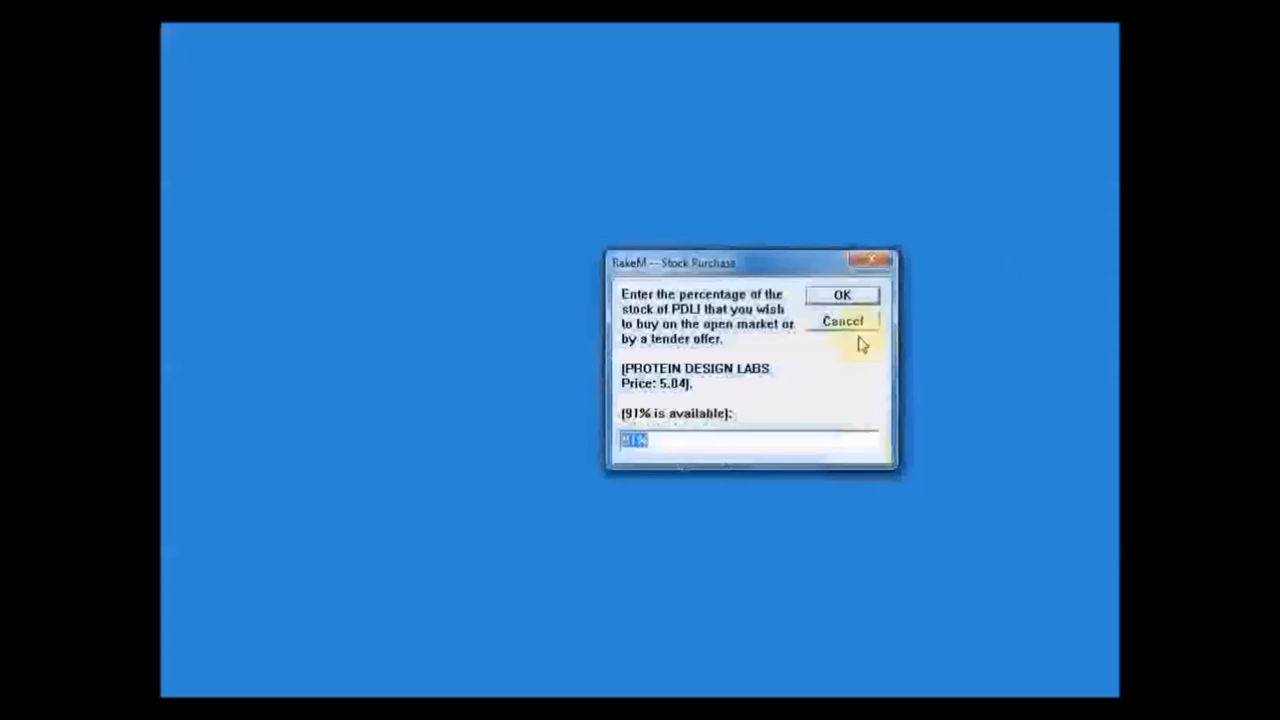 RakeM -- Stock Purchase
Enter the percentage of the
stock of PDLI that you wish
to buy on the open market or
by a tender offer.
[PROTEIN DESIGN LABS
Price: 5.04].
[91% is available]:
91%
OK
Cancel